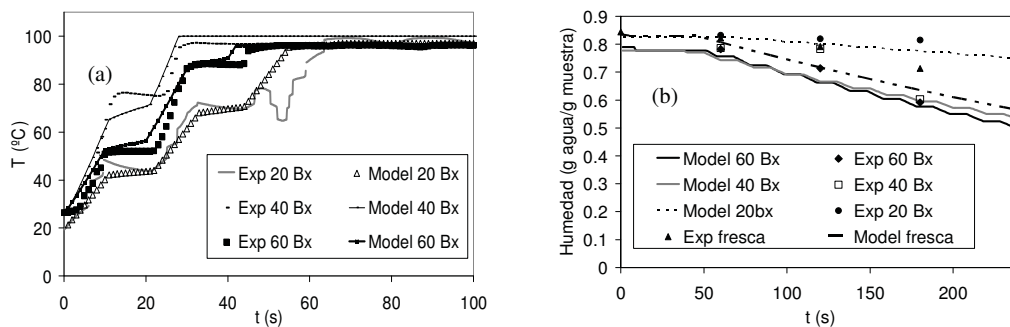 (a)
T (ºC)
100
80
60
40
20
0
0 20 40 60 80 100
t (s)
Exp 20 Bx Model 20 Bx
Exp 40 Bx Model 40 Bx
Exp 60 Bx Model 60 Bx
(b)
Humedad (g agua/g muestra)
0.9
0.8
0.7
0.6
0.5
0.4
0.3
0.2
0.1
0
0 50 100 150 200
t (s)
Model 60 Bx Exp 60 Bx
Model 40 Bx Exp 40 Bx
Model 20bx Exp 20 Bx
Exp fresca Model fresca